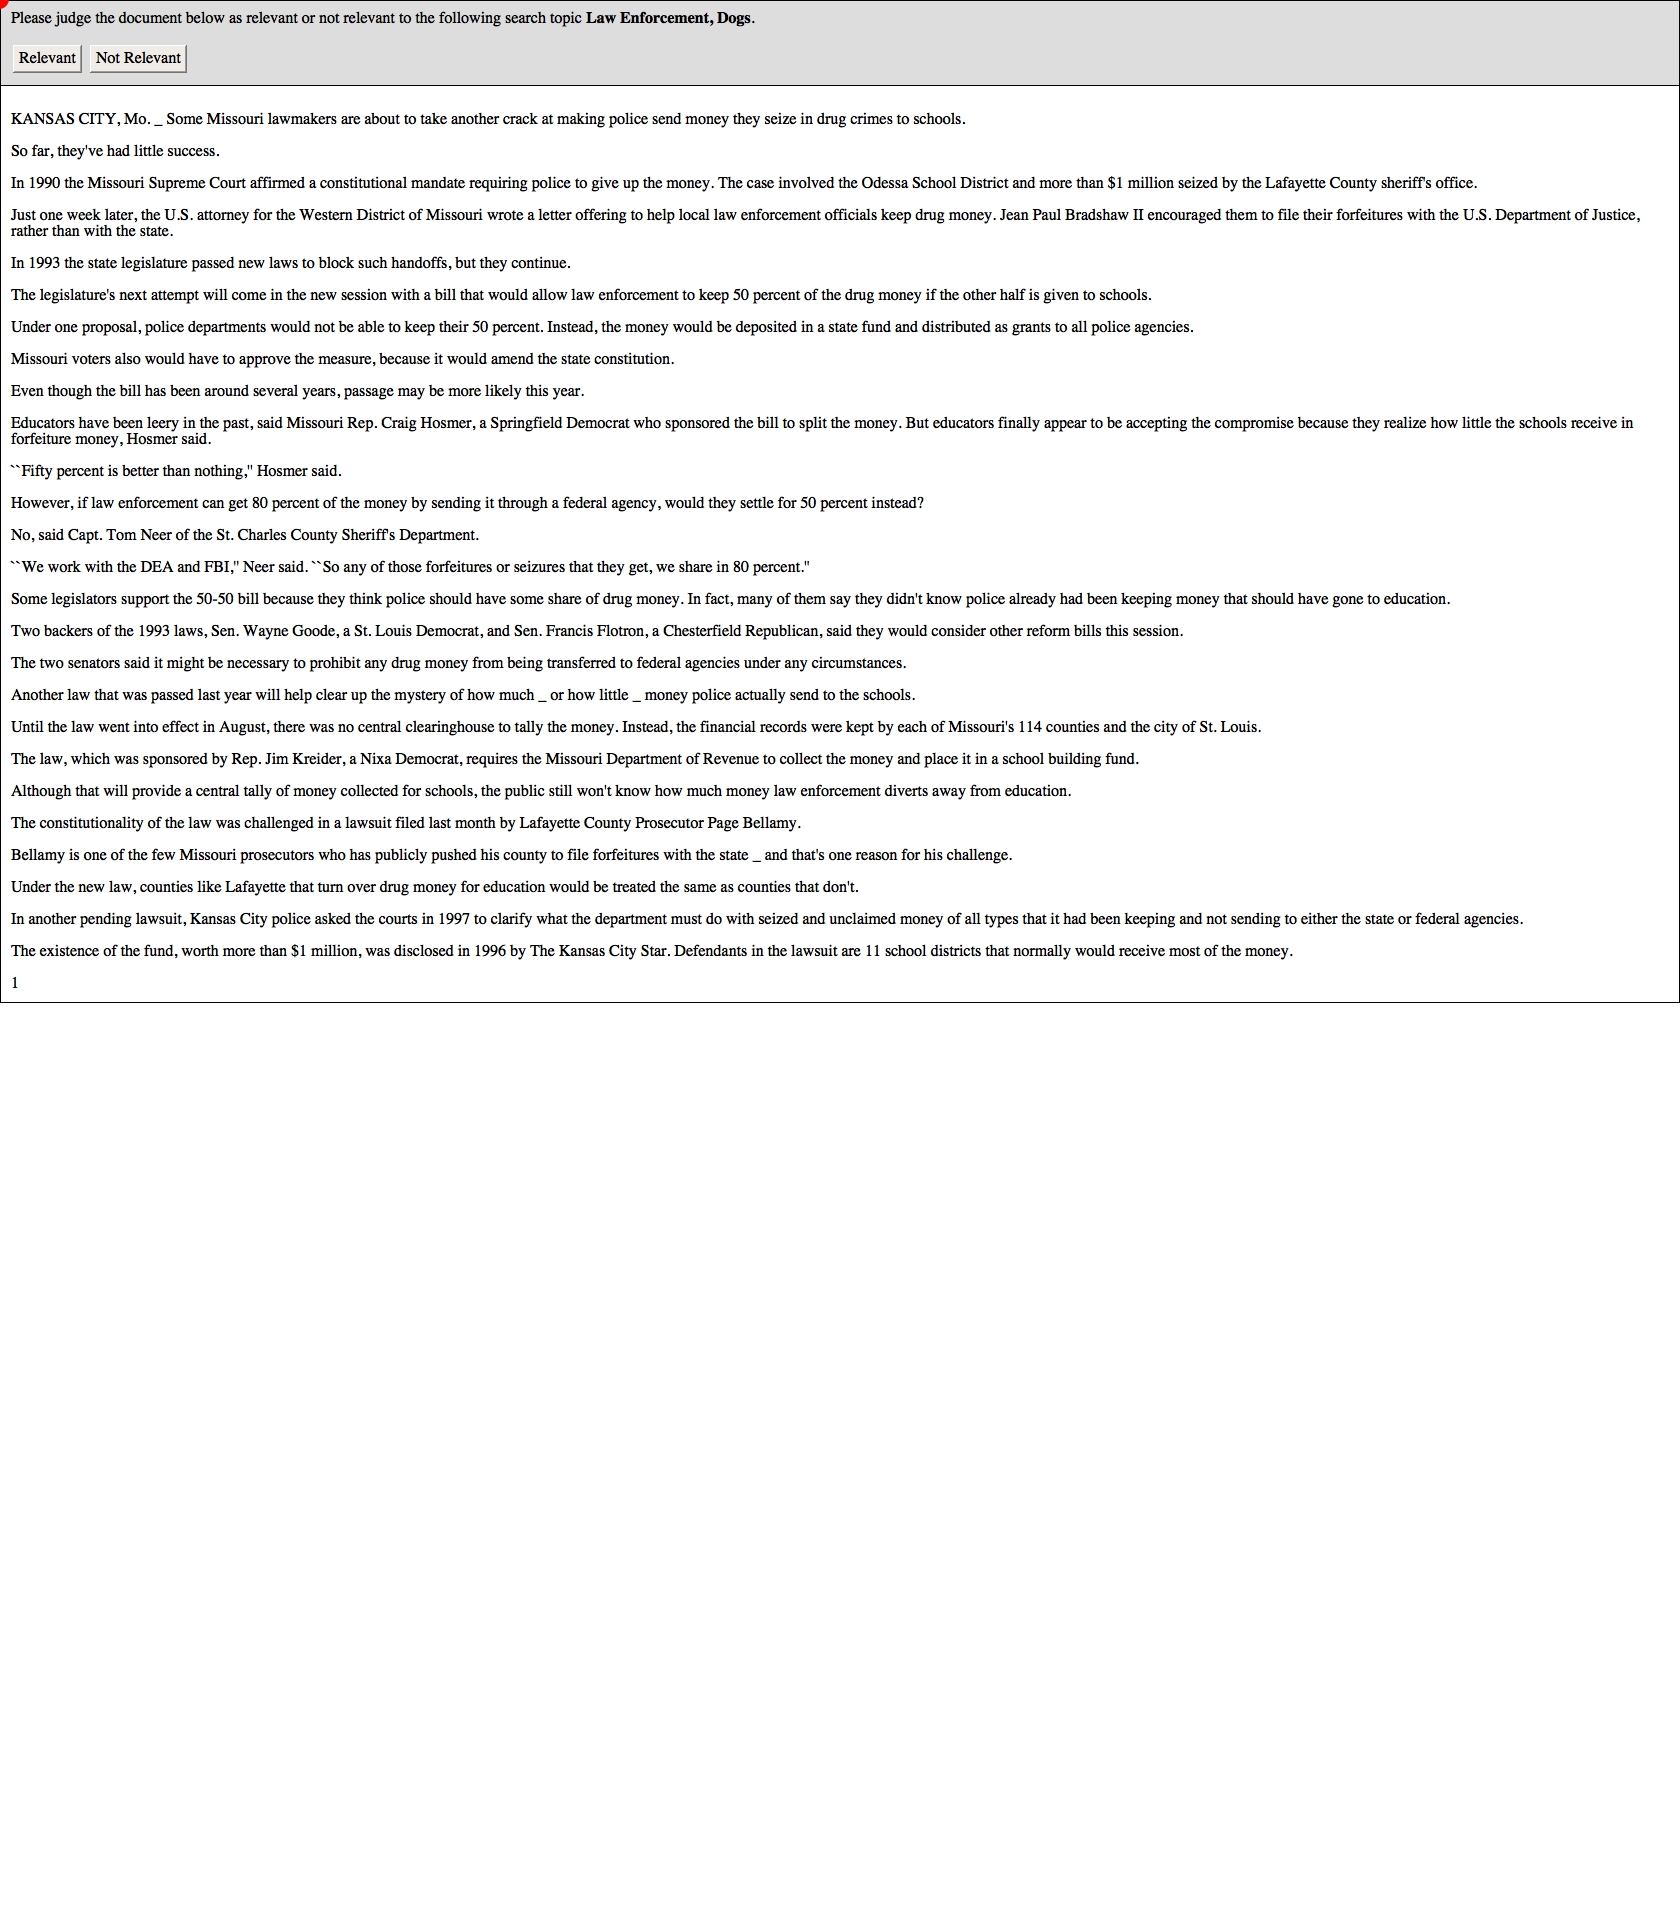 Please judge the document below as relevant or not relevant to the following search topic Law Enforcement, Dogs.
Relevant Not Relevant
KANSAS CITY, Mo. _ Some Missouri lawmakers are about to take another crack at making police send money they seize in drug crimes to schools.
So far, they've had little success.
In 1990 the Missouri Supreme Court affirmed a constitutional mandate requiring police to give up the money. The case involved the Odessa School District and more than $1 million seized by the Lafayette County sheriff's office.
Just one week later, the U.S. attorney for the Western District of Missouri wrote a letter offering to help local law enforcement officials keep drug money. Jean Paul Bradshaw II encouraged them to file their forfeitures with the U.S. Department of Justice,
rather than with the state.
In 1993 the state legislature passed new laws to block such handoffs, but they continue.
The legislature's next attempt will come in the new session with a bill that would allow law enforcement to keep 50 percent of the drug money if the other half is given to schools.
Under one proposal, police departments would not be able to keep their 50 percent. Instead, the money would be deposited in a state fund and distributed as grants to all police agencies.
Missouri voters also would have to approve the measure, because it would amend the state constitution.
Even though the bill has been around several years, passage may be more likely this year.
Educators have been leery in the past, said Missouri Rep. Craig Hosmer, a Springfield Democrat who sponsored the bill to split the money. But educators finally appear to be accepting the compromise because they realize how little the schools receive in
forfeiture money, Hosmer said.
``Fifty percent is better than nothing,'' Hosmer said.
However, if law enforcement can get 80 percent of the money by sending it through a federal agency, would they settle for 50 percent instead?
No, said Capt. Tom Neer of the St. Charles County Sheriff's Department.
``We work with the DEA and FBI,'' Neer said. ``So any of those forfeitures or seizures that they get, we share in 80 percent.''
Some legislators support the 50-50 bill because they think police should have some share of drug money. In fact, many of them say they didn't know police already had been keeping money that should have gone to education.
Two backers of the 1993 laws, Sen. Wayne Goode, a St. Louis Democrat, and Sen. Francis Flotron, a Chesterfield Republican, said they would consider other reform bills this session.
The two senators said it might be necessary to prohibit any drug money from being transferred to federal agencies under any circumstances.
Another law that was passed last year will help clear up the mystery of how much _ or how little _ money police actually send to the schools.
Until the law went into effect in August, there was no central clearinghouse to tally the money. Instead, the financial records were kept by each of Missouri's 114 counties and the city of St. Louis.
The law, which was sponsored by Rep. Jim Kreider, a Nixa Democrat, requires the Missouri Department of Revenue to collect the money and place it in a school building fund.
Although that will provide a central tally of money collected for schools, the public still won't know how much money law enforcement diverts away from education.
The constitutionality of the law was challenged in a lawsuit filed last month by Lafayette County Prosecutor Page Bellamy.
Bellamy is one of the few Missouri prosecutors who has publicly pushed his county to file forfeitures with the state _ and that's one reason for his challenge.
Under the new law, counties like Lafayette that turn over drug money for education would be treated the same as counties that don't.
In another pending lawsuit, Kansas City police asked the courts in 1997 to clarify what the department must do with seized and unclaimed money of all types that it had been keeping and not sending to either the state or federal agencies.
The existence of the fund, worth more than $1 million, was disclosed in 1996 by The Kansas City Star. Defendants in the lawsuit are 11 school districts that normally would receive most of the money.
1